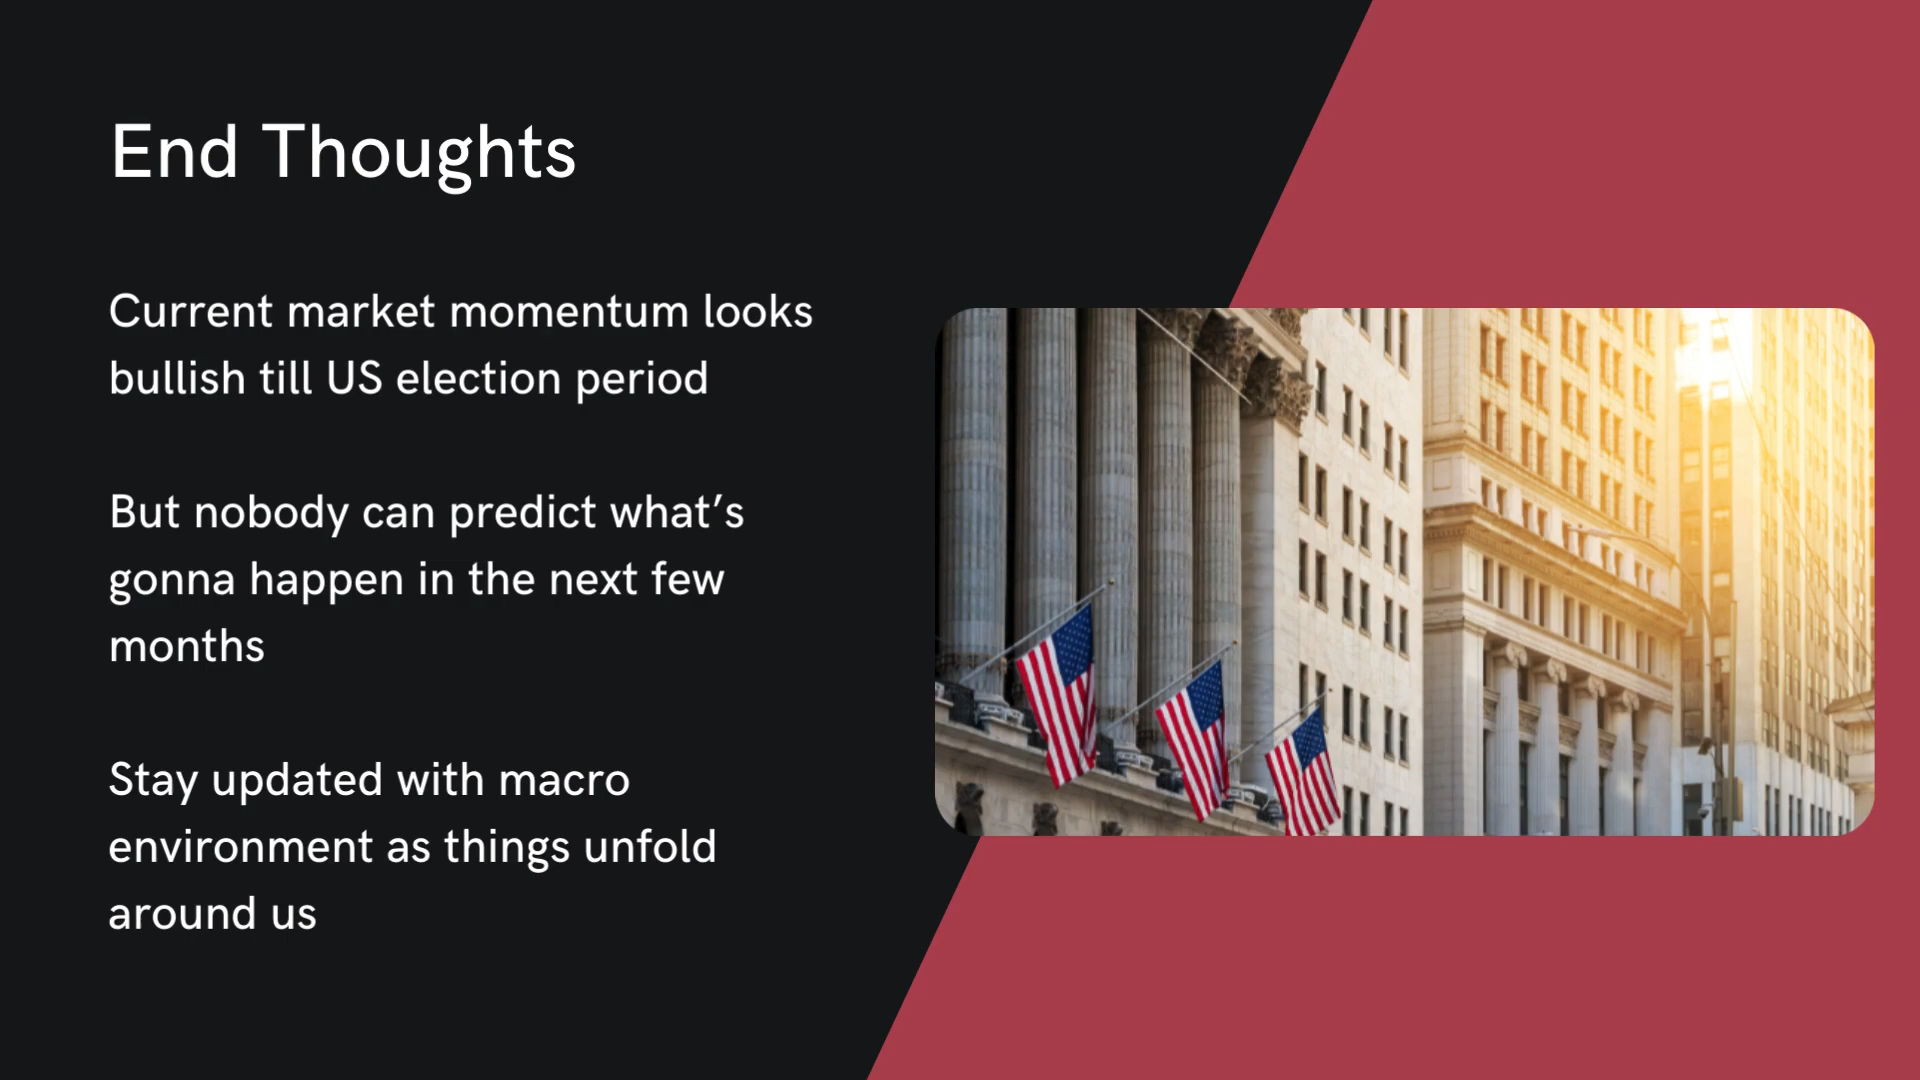 End Thoughts
Current market momentum looks
bullish till US election period
But nobody can predict what’s
gonna happen in the next few
months
Stay updated with macro
environment as things unfold
around us